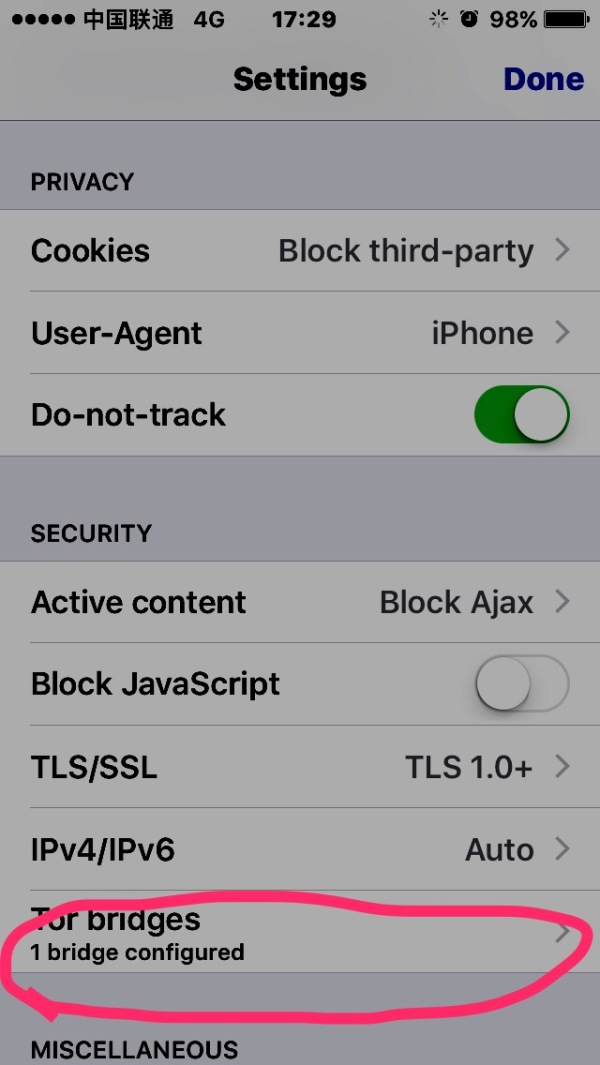 中国联通 4G 17:29 98%
Settings Done
PRIVACY
Cookies Block third-party
User-Agent iPhone
Do-not-track
SECURITY
Active content Block Ajax
Block JavaScript
TLS/SSL TLS 1.0+
IPv4/IPv6 Auto
Tor bridges
1 bridge configured
MISCELLANEOUS